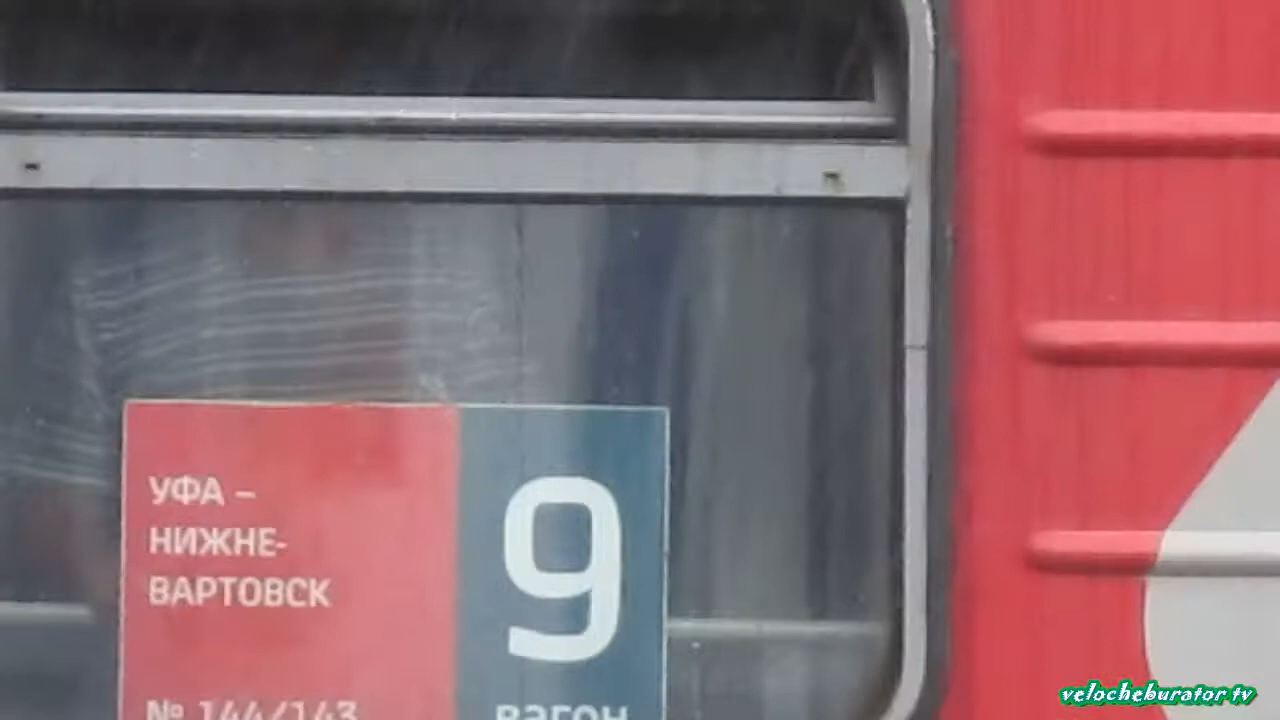 УФА –
НИЖНЕ-
ВАРТОВСК
№ 144/143
9
вагон
velocheburator tv